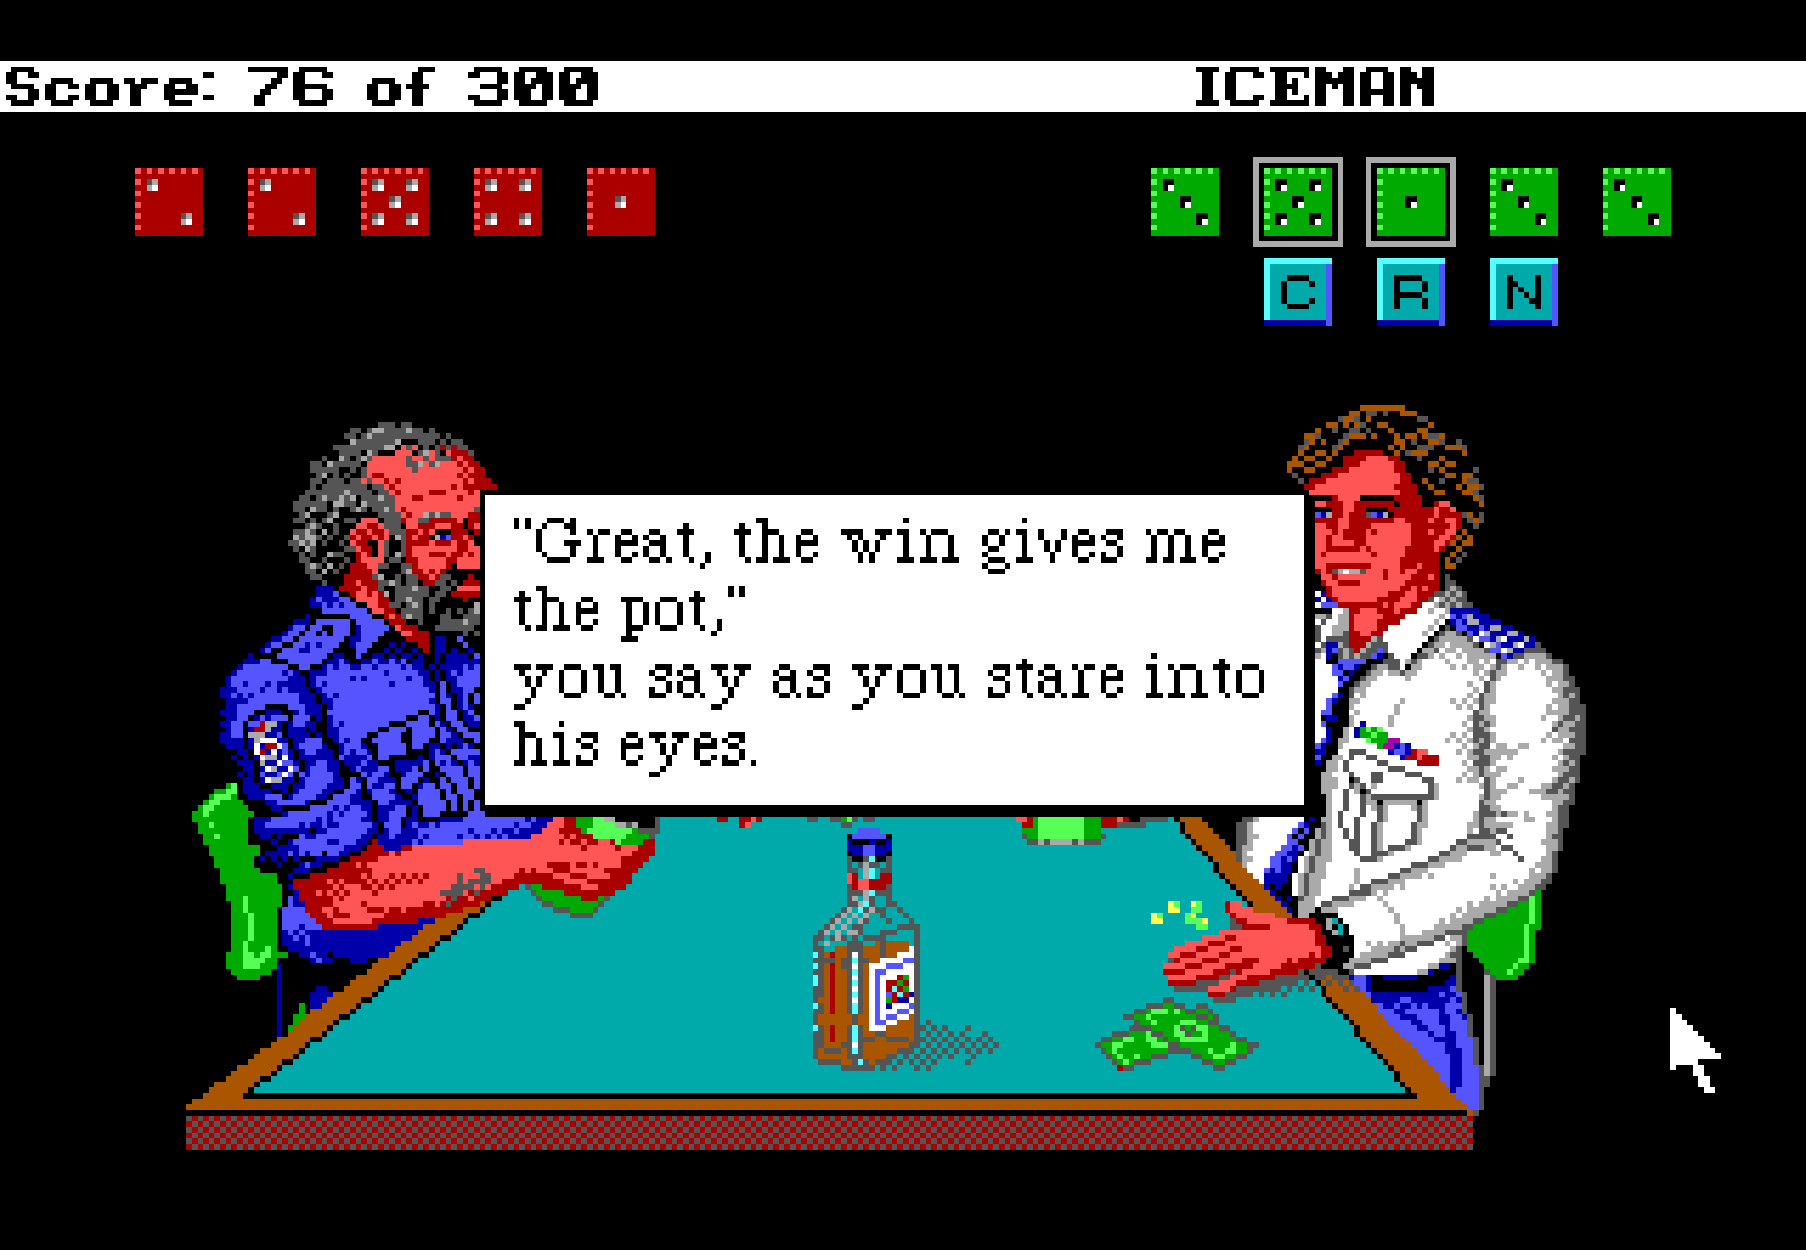 Score: 76 of 300 ICEMAN
C R N
"Great, the win gives me
the pot,"
you say as you stare into
his eyes.